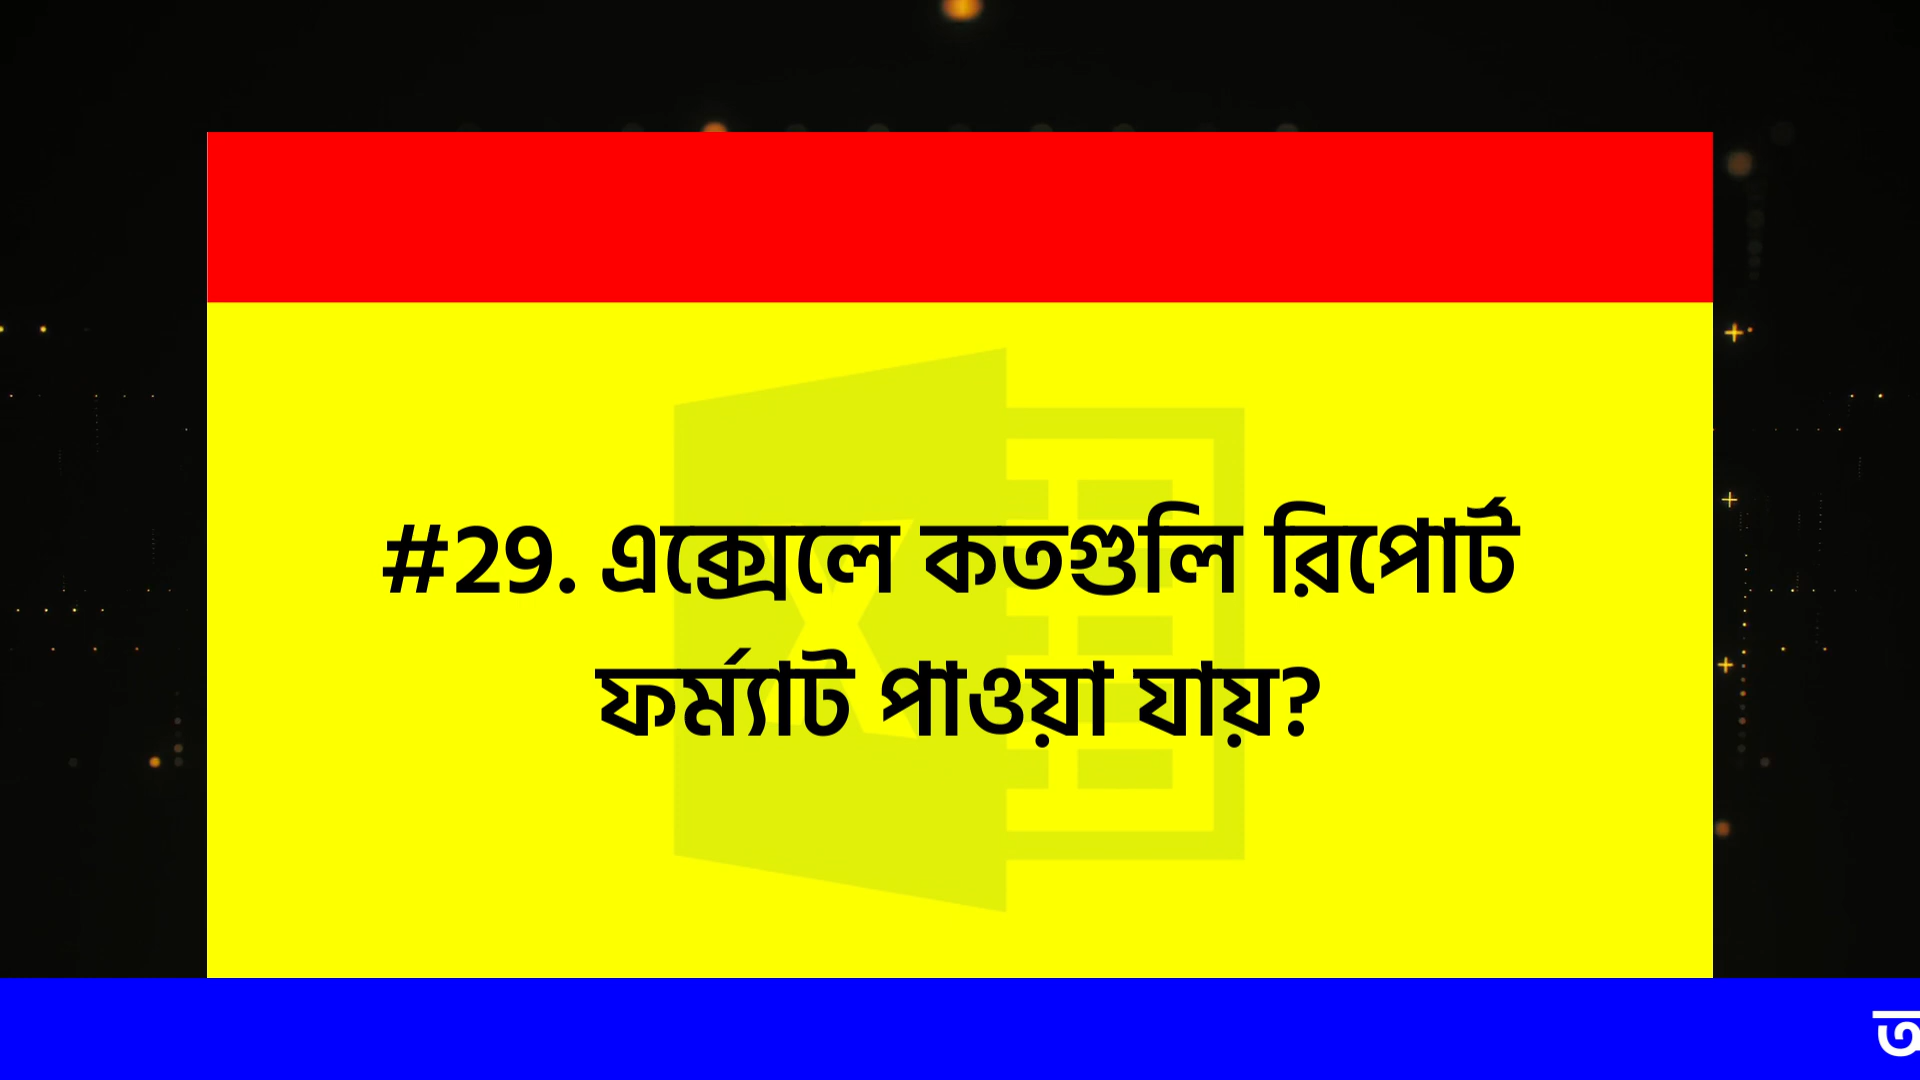 #29. এক্সেলে কতগুলি রিপোর্ট
ফর্ম্যাট পাওয়া যায়?